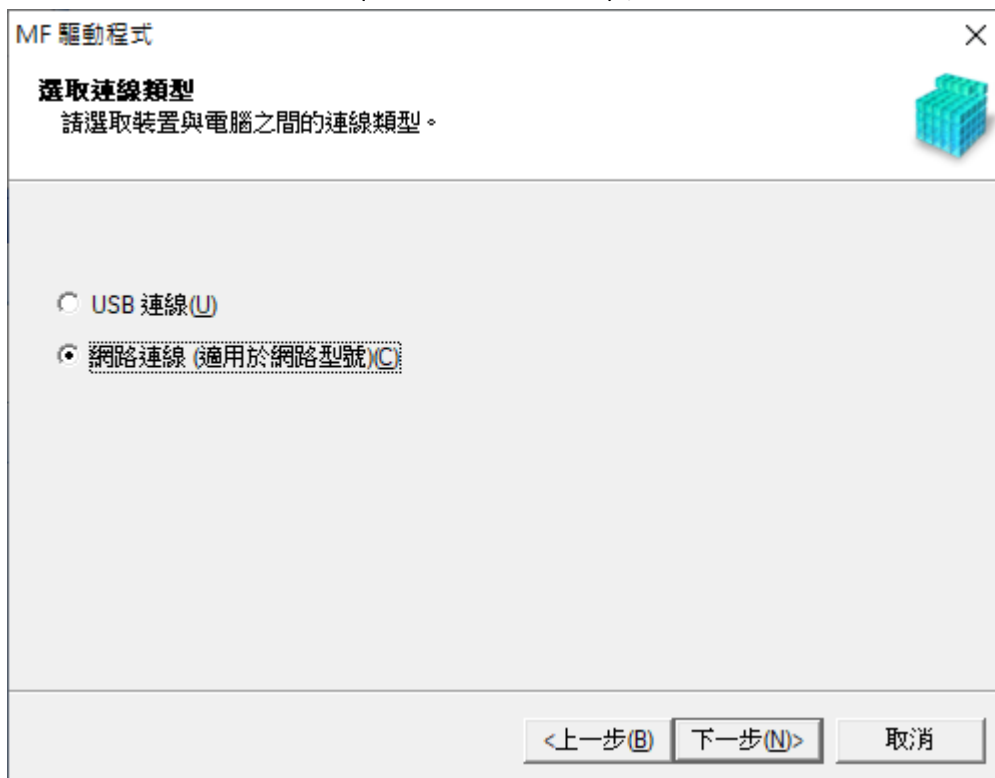 MF 驅動程式
選取連線類型
請選取裝置與電腦之間的連線類型。
USB 連線(U)
網路連線 (適用於網路型號)(C)
<上一步(B) 下一步(N)> 取消